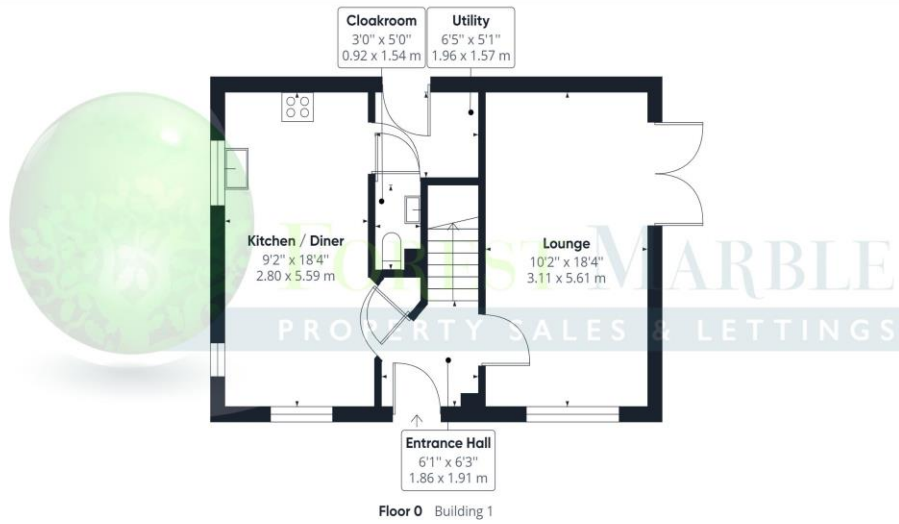 Cloakroom
3'0" x 5'0"
0.92 x 1.54 m
Utility
6'5" x 5'1"
1.96 x 1.57 m
Kitchen / Diner
9'2" x 18'4"
2.80 x 5.59 m
Lounge
10'2" x 18'4"
3.11 x 5.61 m
FOREST MARBLE
PROPERTY SALES & LETTINGS
Entrance Hall
6'1" x 6'3"
1.86 x 1.91 m
Floor 0 Building 1